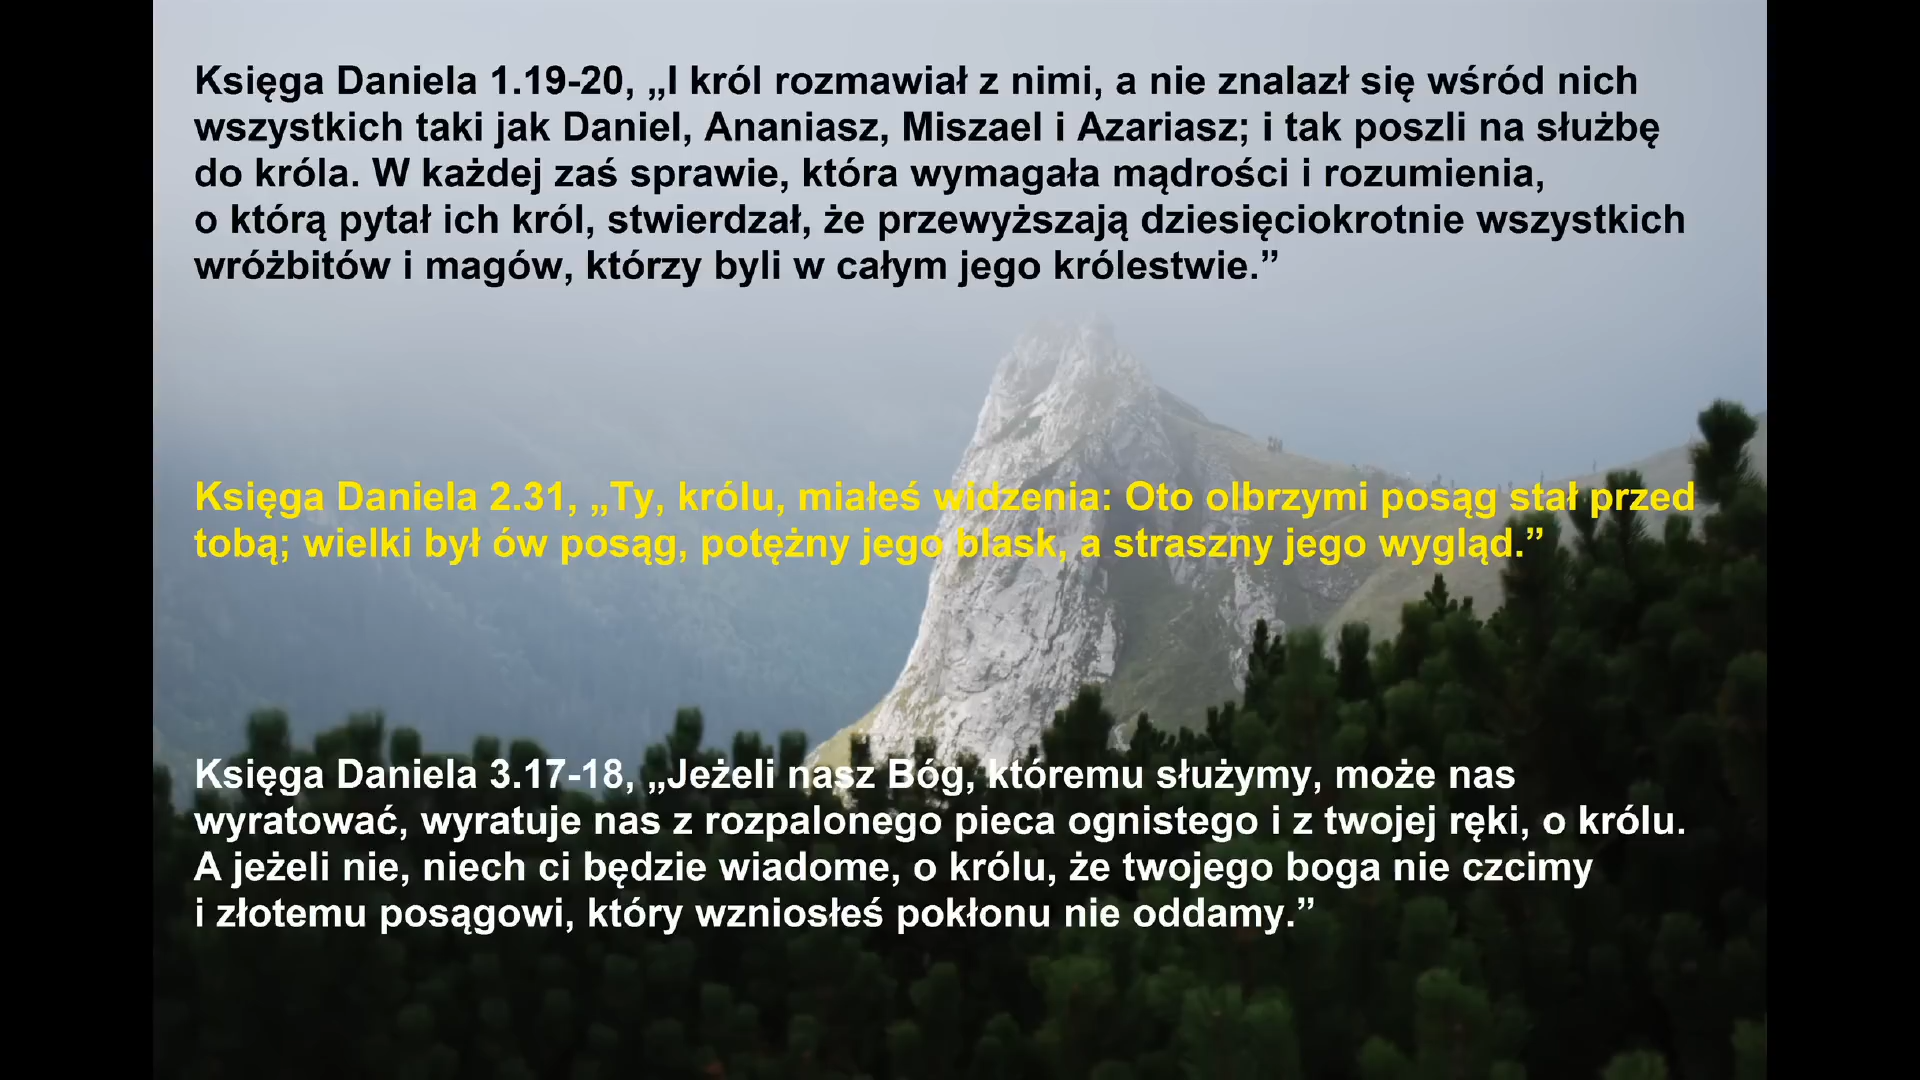 Księga Daniela 1.19-20, „I król rozmawiał z nimi, a nie znalazł się wśród nich
wszystkich taki jak Daniel, Ananiasz, Miszael i Azariasz; i tak poszli na służbę
do króla. W każdej zaś sprawie, która wymagała mądrości i rozumienia,
o którą pytał ich król, stwierdzał, że przewyższają dziesięciokrotnie wszystkich
wróżbitów i magów, którzy byli w całym jego królestwie.”
Księga Daniela 2.31, „Ty, królu, miałeś widzenia: Oto olbrzymi posąg stał przed
tobą; wielki był ów posąg, potężny jego blask, a straszny jego wygląd.”
Księga Daniela 3.17-18, „Jeżeli nasz Bóg, któremu służymy, może nas
wyratować, wyratuje nas z rozpalonego pieca ognistego i z twojej ręki, o królu.
A jeżeli nie, niech ci będzie wiadome, o królu, że twojego boga nie czcimy
i złotemu posągowi, który wzniosłeś pokłonu nie oddamy.”